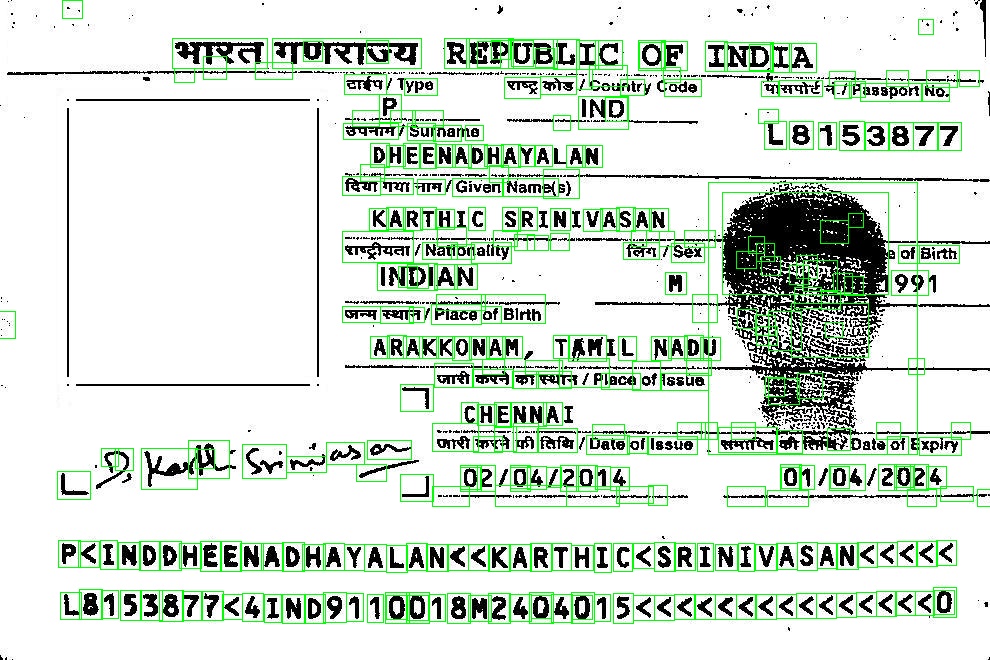 भारत गणराज्य REPUBLIC OF INDIA
टाईप / Type राष्ट्र कोड / Country Code पासपोर्ट न. / Passport No.
P IND L8153877
उपनाम / Surname
DHEENADHAYALAN
दिया गया नाम / Given Name(s)
KARTHIC SRINIVASAN
राष्ट्रीयता / Nationality लिंग / Sex of Birth
INDIAN M 1991
जन्म स्थान / Place of Birth
ARAKKONAM, TAMIL NADU
जारी करने का स्थान / Place of Issue
CHENNAI
जारी करने की तिथि / Date of Issue समाप्ति की तिथि / Date of Expiry
D. Karthi Srinivasan
02/04/2014 01/04/2024
P<INDDHEENADHAYALAN<<KARTHIC<SRINIVASAN<<<<<
L8153877<4IND9110018M2404015<<<<<<<<<<<<<<<0